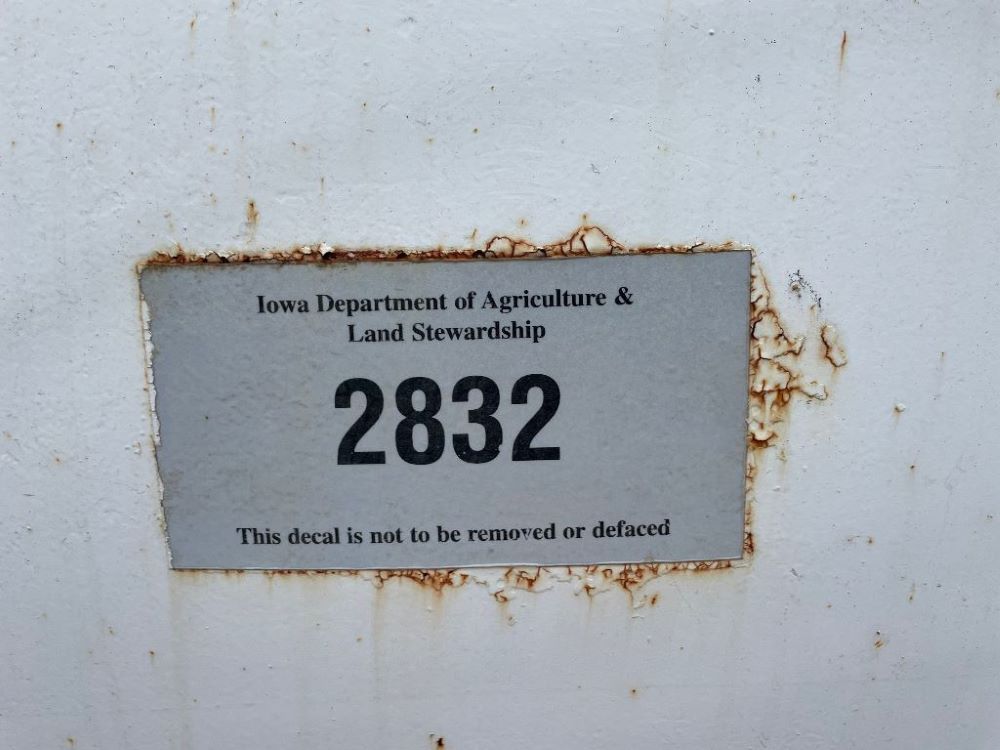 Iowa Department of Agriculture &
Land Stewardship
2832
This decal is not to be removed or defaced